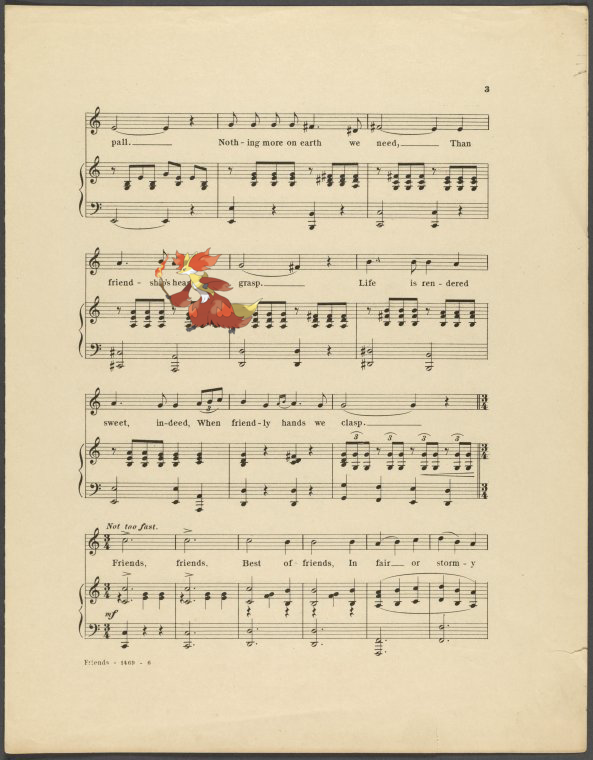 3
pall.
Noth-ing more on earth we need, Than
friend-ship's grasp. Life is ren-dered
sweet, in-deed, When friend-ly hands we clasp.
Not too fast.
Friends, friends, Best of friends, In fair or storm-y
mf
Friends - 1469 - 6